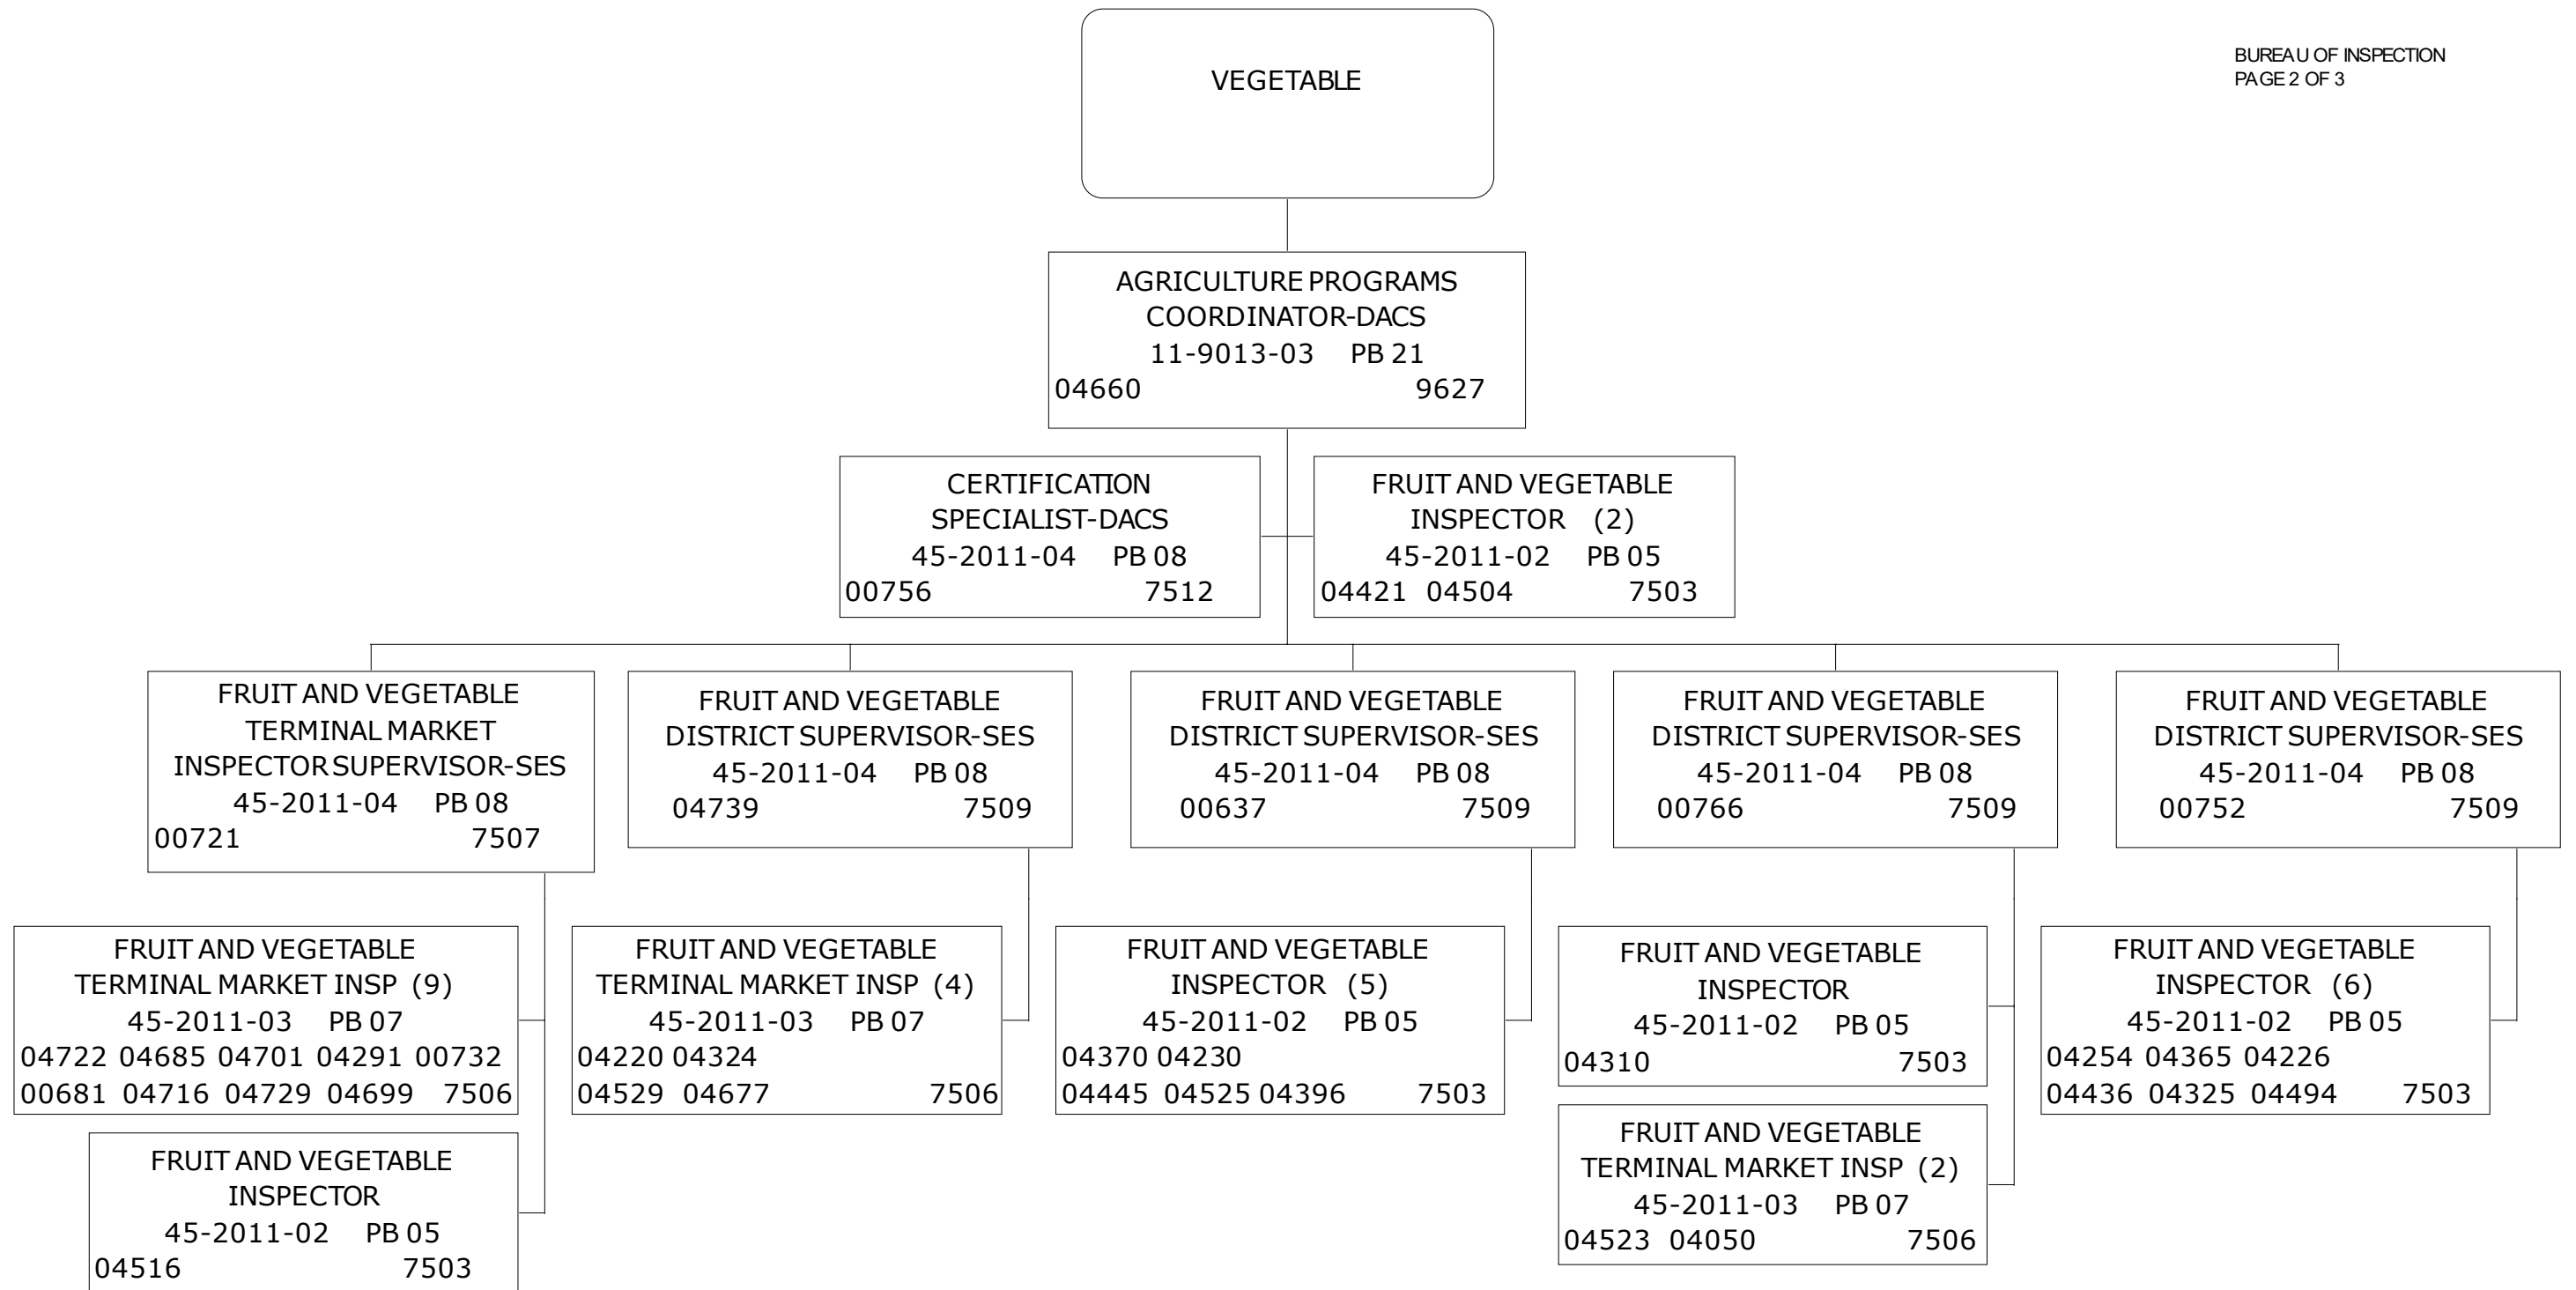 VEGETABLE
BUREAU OF INSPECTION
PAGE 2 OF 3
AGRICULTURE PROGRAMS
COORDINATOR-DACS
11-9013-03 PB 21
04660 9627
CERTIFICATION
SPECIALIST-DACS
45-2011-04 PB 08
00756 7512
FRUIT AND VEGETABLE
INSPECTOR (2)
45-2011-02 PB 05
04421 04504 7503
FRUIT AND VEGETABLE
TERMINAL MARKET
INSPECTOR SUPERVISOR-SES
45-2011-04 PB 08
00721 7507
FRUIT AND VEGETABLE
DISTRICT SUPERVISOR-SES
45-2011-04 PB 08
04739 7509
FRUIT AND VEGETABLE
DISTRICT SUPERVISOR-SES
45-2011-04 PB 08
00637 7509
FRUIT AND VEGETABLE
DISTRICT SUPERVISOR-SES
45-2011-04 PB 08
00766 7509
FRUIT AND VEGETABLE
DISTRICT SUPERVISOR-SES
45-2011-04 PB 08
00752 7509
FRUIT AND VEGETABLE
TERMINAL MARKET INSP (9)
45-2011-03 PB 07
04722 04685 04701 04291 00732
00681 04716 04729 04699 7506
FRUIT AND VEGETABLE
TERMINAL MARKET INSP (4)
45-2011-03 PB 07
04220 04324
04529 04677 7506
FRUIT AND VEGETABLE
INSPECTOR (5)
45-2011-02 PB 05
04370 04230
04445 04525 04396 7503
FRUIT AND VEGETABLE
INSPECTOR
45-2011-02 PB 05
04310 7503
FRUIT AND VEGETABLE
INSPECTOR (6)
45-2011-02 PB 05
04254 04365 04226
04436 04325 04494 7503
FRUIT AND VEGETABLE
INSPECTOR
45-2011-02 PB 05
04516 7503
FRUIT AND VEGETABLE
TERMINAL MARKET INSP (2)
45-2011-03 PB 07
04523 04050 7506